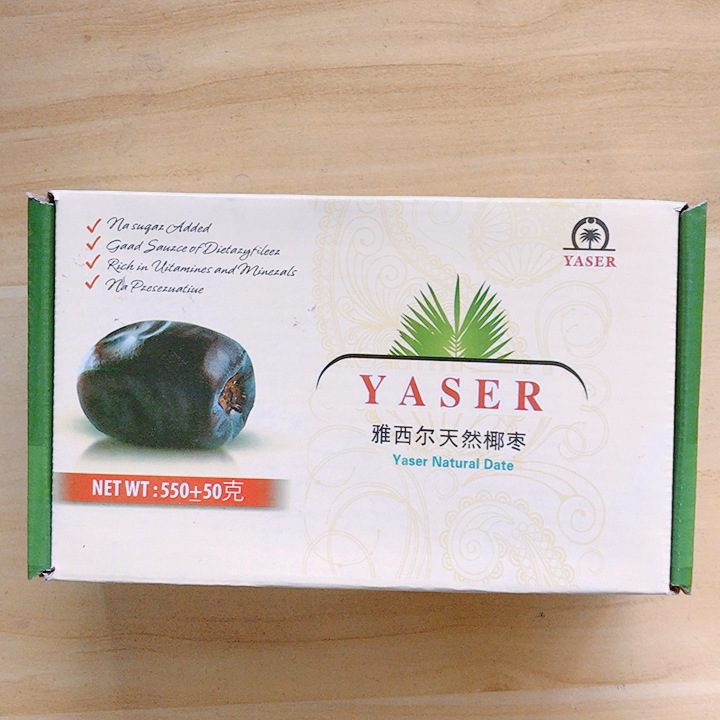 Na sugaz Added
Gaad Sauzce of Dietazyfileez
Rich in Uitamines and Minezals
Na Pzesezuatiue
YASER
YASER
雅西尔天然椰枣
Yaser Natural Date
NET WT : 550±50克